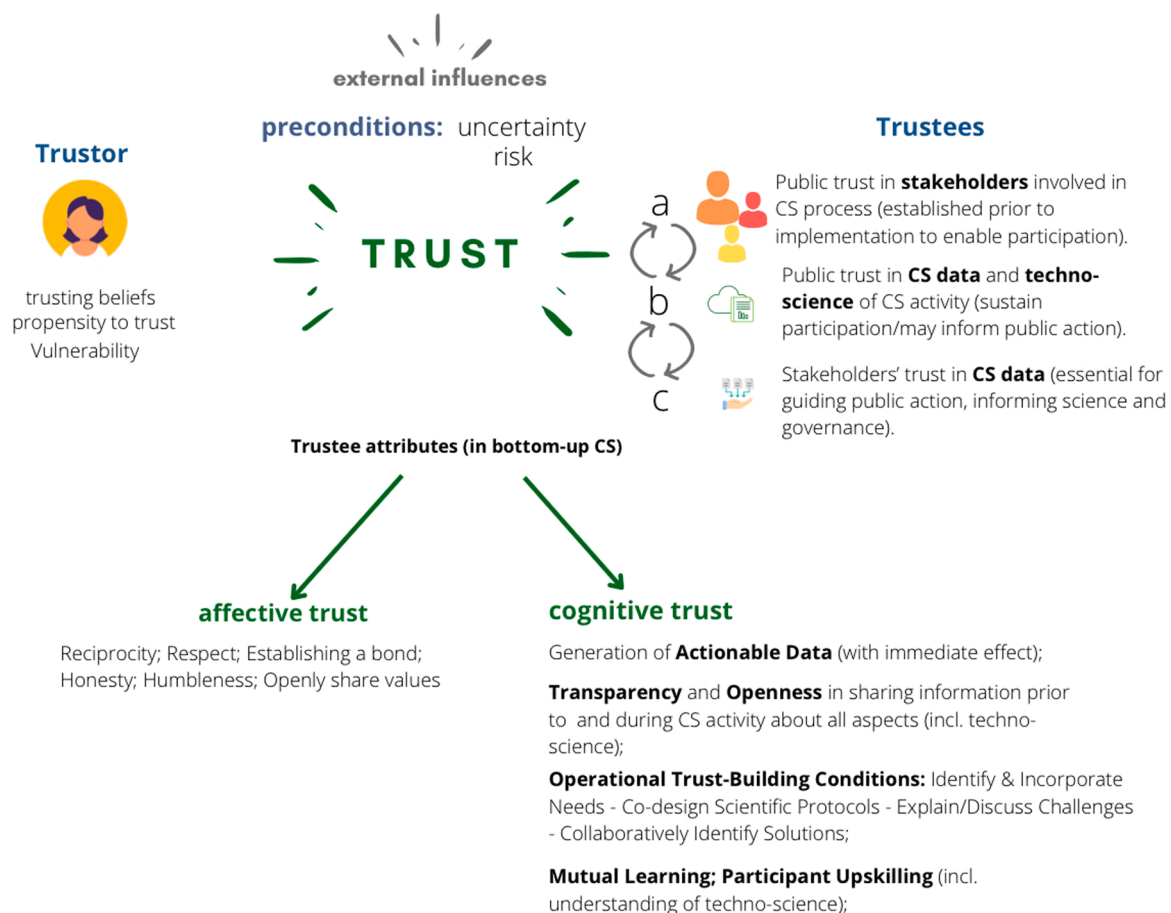 external influences
preconditions: uncertainty
risk
Trustor
trusting beliefs
propensity to trust
Vulnerability
TRUST
Trustees
a
Public trust in stakeholders involved in
CS process (established prior to
implementation to enable participation).
b
Public trust in CS data and techno-
science of CS activity (sustain
participation/may inform public action).
c
Stakeholders’ trust in CS data (essential for
guiding public action, informing science and
governance).
Trustee attributes (in bottom-up CS)
affective trust
Reciprocity; Respect; Establishing a bond;
Honesty; Humbleness; Openly share values
cognitive trust
Generation of Actionable Data (with immediate effect);
Transparency and Openness in sharing information prior
to and during CS activity about all aspects (incl. techno-
science);
Operational Trust-Building Conditions: Identify & Incorporate
Needs - Co-design Scientific Protocols - Explain/Discuss Challenges
- Collaboratively Identify Solutions;
Mutual Learning; Participant Upskilling (incl.
understanding of techno-science);